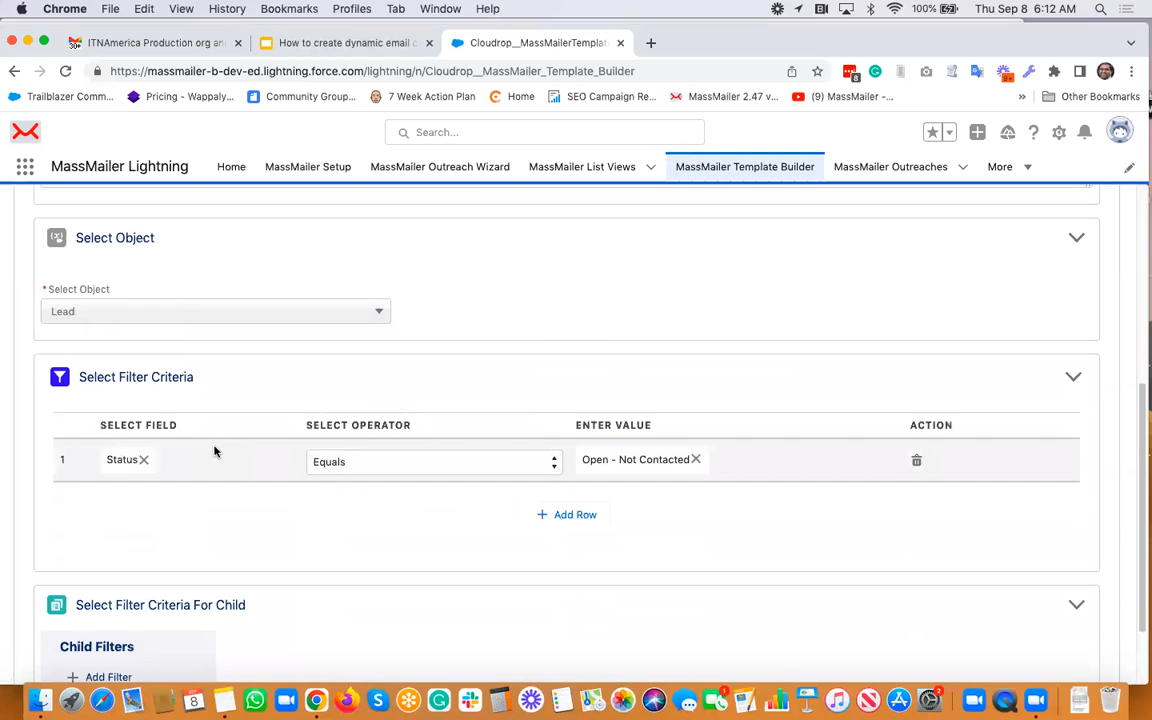 Chrome File Edit View History Bookmarks Profiles Tab Window Help 100% Thu Sep 8 6:12 AM
30+ ITNAmerica Production org an × How to create dynamic email c × Cloudrop__MassMailerTemplat × +
https://massmailer-b-dev-ed.lightning.force.com/lightning/n/Cloudrop__MassMailer_Template_Builder
Trailblazer Comm... Pricing - Wappaly... Community Group... 7 Week Action Plan Home SEO Campaign Re... MassMailer 2.47 v... (9) MassMailer -... » Other Bookmarks
Search...
MassMailer Lightning Home MassMailer Setup MassMailer Outreach Wizard MassMailer List Views MassMailer Template Builder MassMailer Outreaches More
Select Object
* Select Object
Lead
Select Filter Criteria
SELECT FIELD SELECT OPERATOR ENTER VALUE ACTION
1 Status× Equals Open - Not Contacted×
+ Add Row
Select Filter Criteria For Child
Child Filters
+ Add Filter